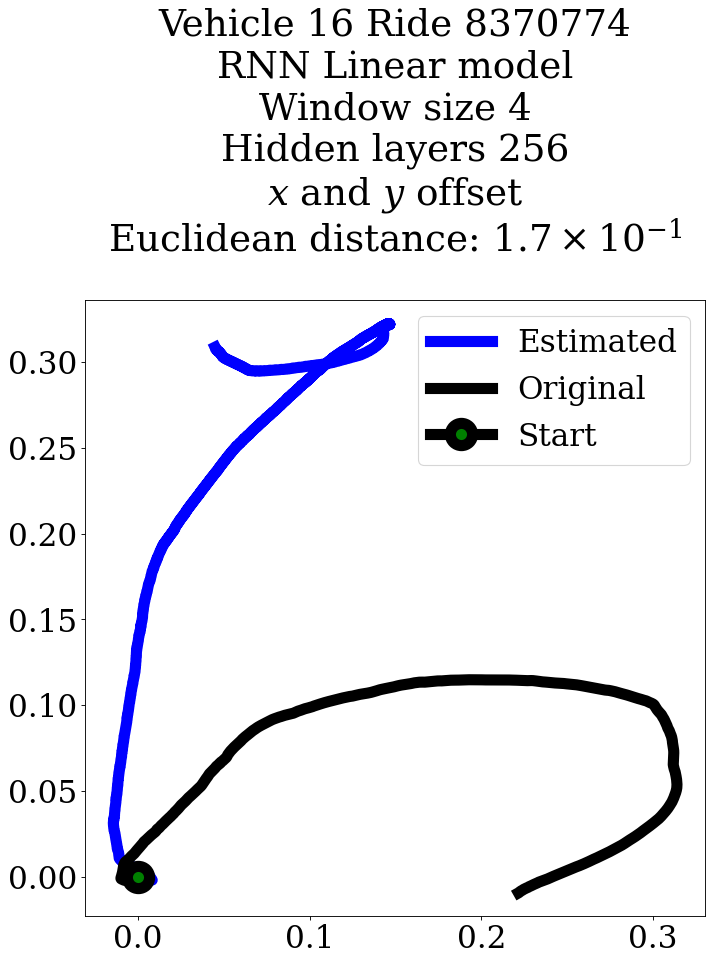 Vehicle 16 Ride 8370774
RNN Linear model
Window size 4
Hidden layers 256
x and y offset
Euclidean distance: 1.7 × 10⁻¹
Estimated
Original
Start
0.30
0.25
0.20
0.15
0.10
0.05
0.00
0.0 0.1 0.2 0.3